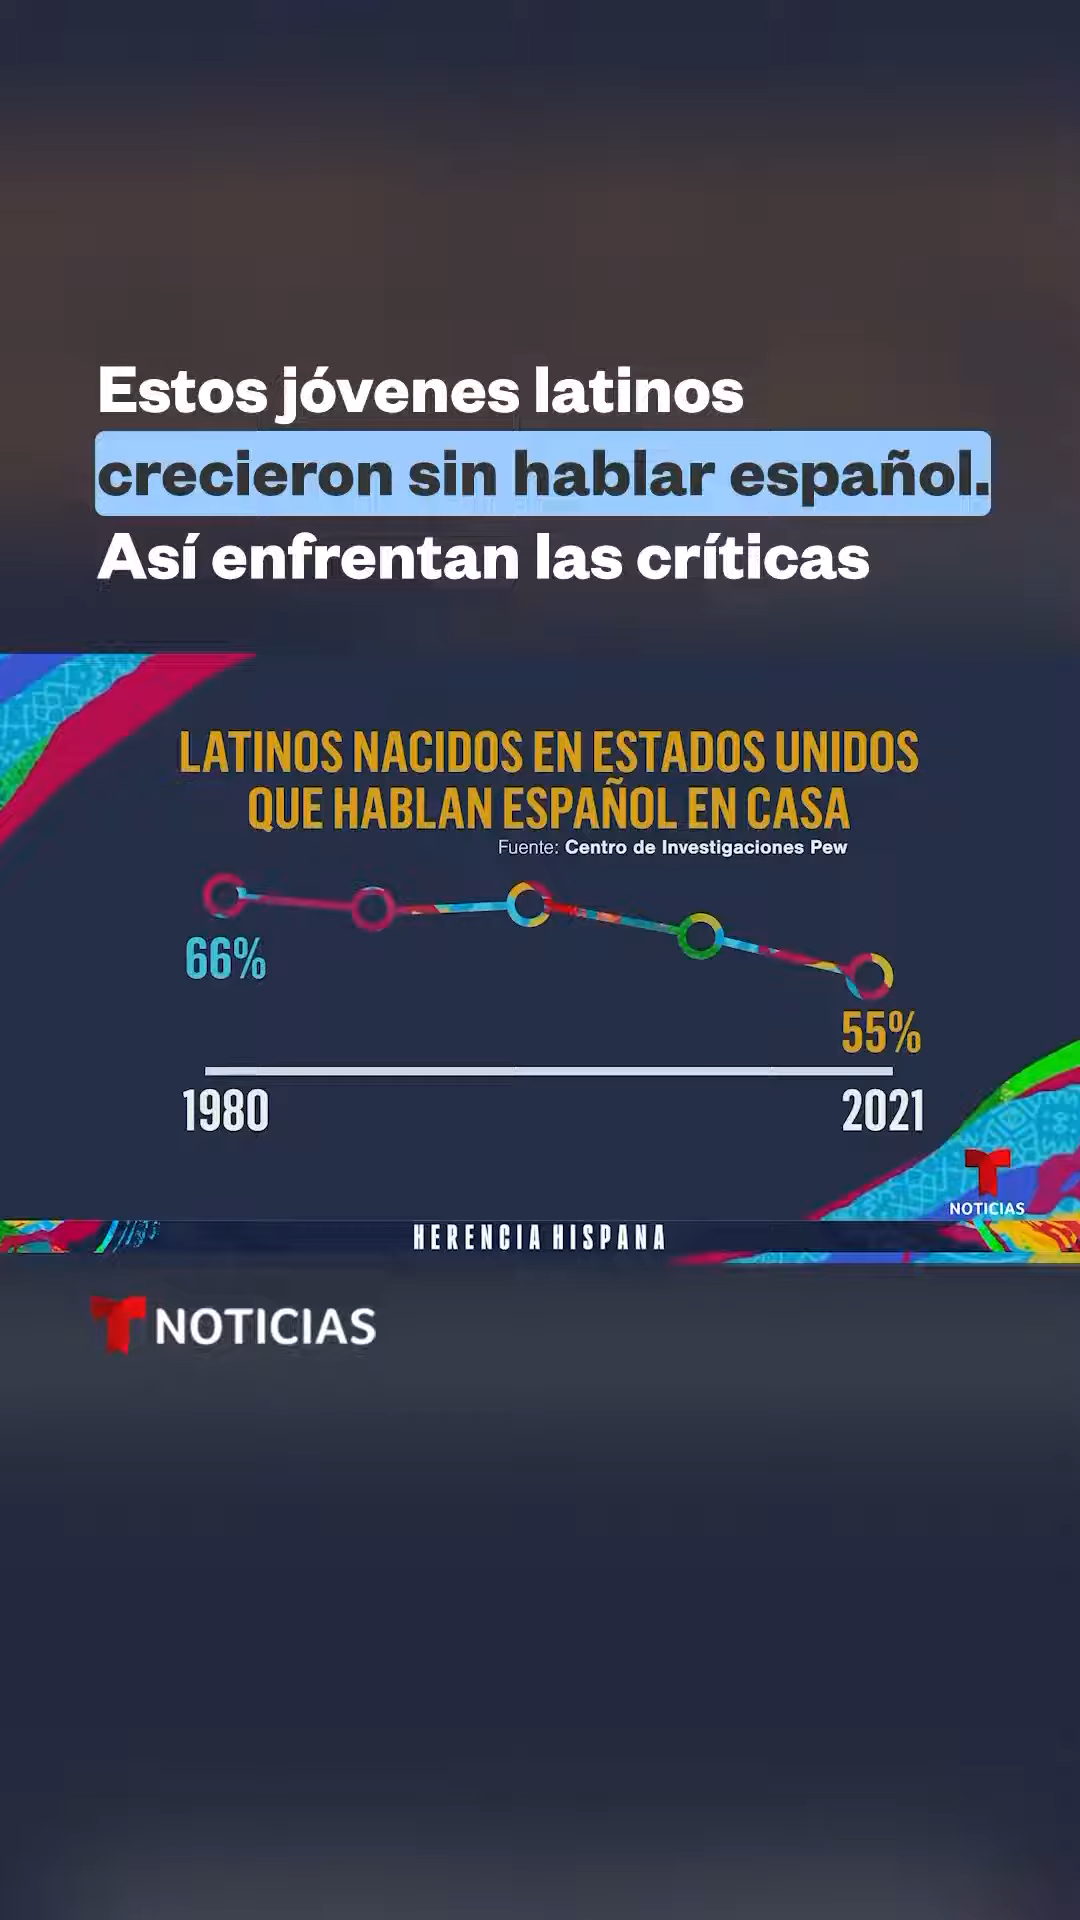 Estos jóvenes latinos
crecieron sin hablar español.
Así enfrentan las críticas
LATINOS NACIDOS EN ESTADOS UNIDOS
QUE HABLAN ESPAÑOL EN CASA
Fuente: Centro de Investigaciones Pew
66%
55%
1980
2021
NOTICIAS
HERENCIA HISPANA
NOTICIAS